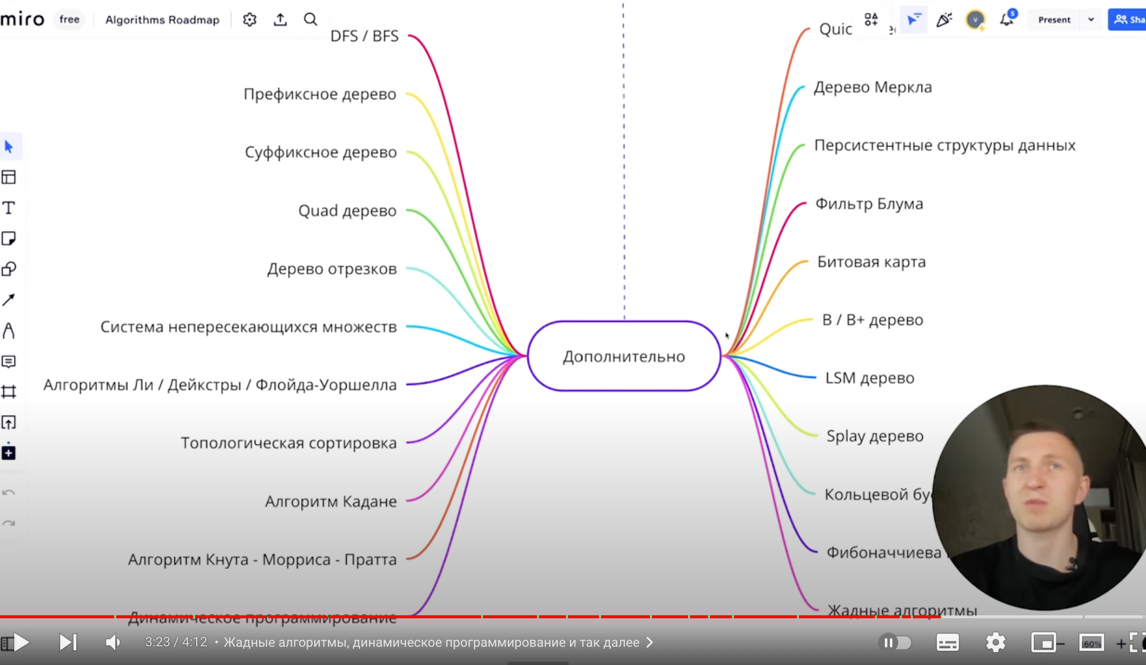 miro free Algorithms Roadmap
5
Present
Sha
DFS / BFS
Префиксное дерево
Суффиксное дерево
Quad дерево
Дерево отрезков
Система непересекающихся множеств
Алгоритмы Ли / Дейкстры / Флойда-Уоршелла
Топологическая сортировка
Алгоритм Кадане
Алгоритм Кнута - Морриса - Пратта
Динамическое программирование
Дополнительно
Quic
Дерево Меркла
Персистентные структуры данных
Фильтр Блума
Битовая карта
B / B+ дерево
LSM дерево
Splay дерево
Кольцевой бу
Фибоначчиева
Жадные алгоритмы
3:23 / 4:12 • Жадные алгоритмы, динамическое программирование и так далее
60%